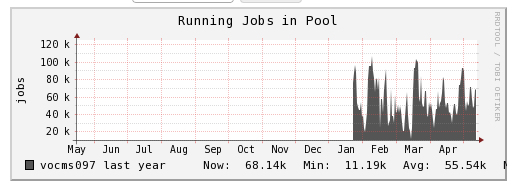 Running Jobs in Pool
RRDTOOL / TOBI OETIKER
jobs
120 k
100 k
80 k
60 k
40 k
20 k
May Jun Jul Aug Sep Oct Nov Dec Jan Feb Mar Apr
vocms097 last year Now: 68.14k Min: 11.19k Avg: 55.54k